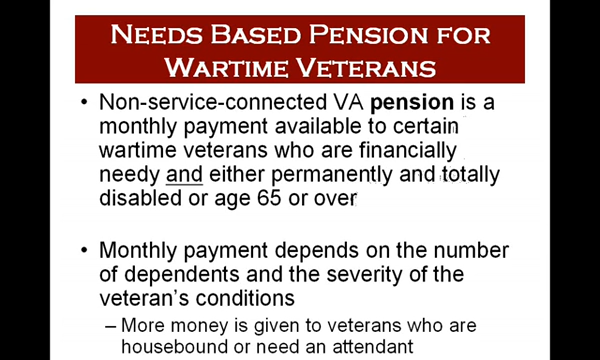 NEEDS BASED PENSION FOR
WARTIME VETERANS
• Non-service-connected VA pension is a
monthly payment available to certain
wartime veterans who are financially
needy and either permanently and totally
disabled or age 65 or over
• Monthly payment depends on the number
of dependents and the severity of the
veteran's conditions
– More money is given to veterans who are
housebound or need an attendant